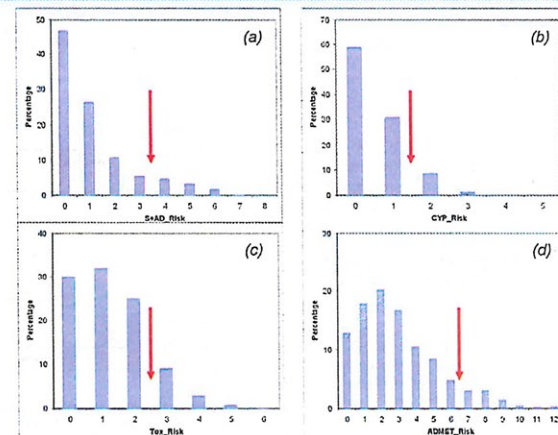 (a)
50
40
30
20
10
0
Percentage
0 1 2 3 4 5 6 7 8
S+AD_Risk
(b)
70
60
50
40
30
20
10
0
Percentage
0 1 2 3 4 5
CYP_Risk
(c)
40
30
20
10
0
Percentage
0 1 2 3 4 5 6
Tox_Risk
(d)
30
20
10
0
Percentage
0 1 2 3 4 5 6 7 8 9 10 11 12
ADMET_Risk